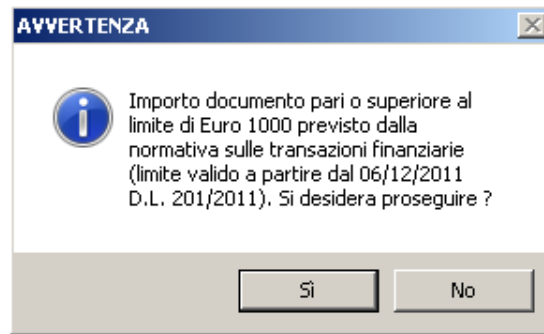 AVVERTENZA
Importo documento pari o superiore al
limite di Euro 1000 previsto dalla
normativa sulle transazioni finanziarie
(limite valido a partire dal 06/12/2011
D.L. 201/2011). Si desidera proseguire ?
Sì
No